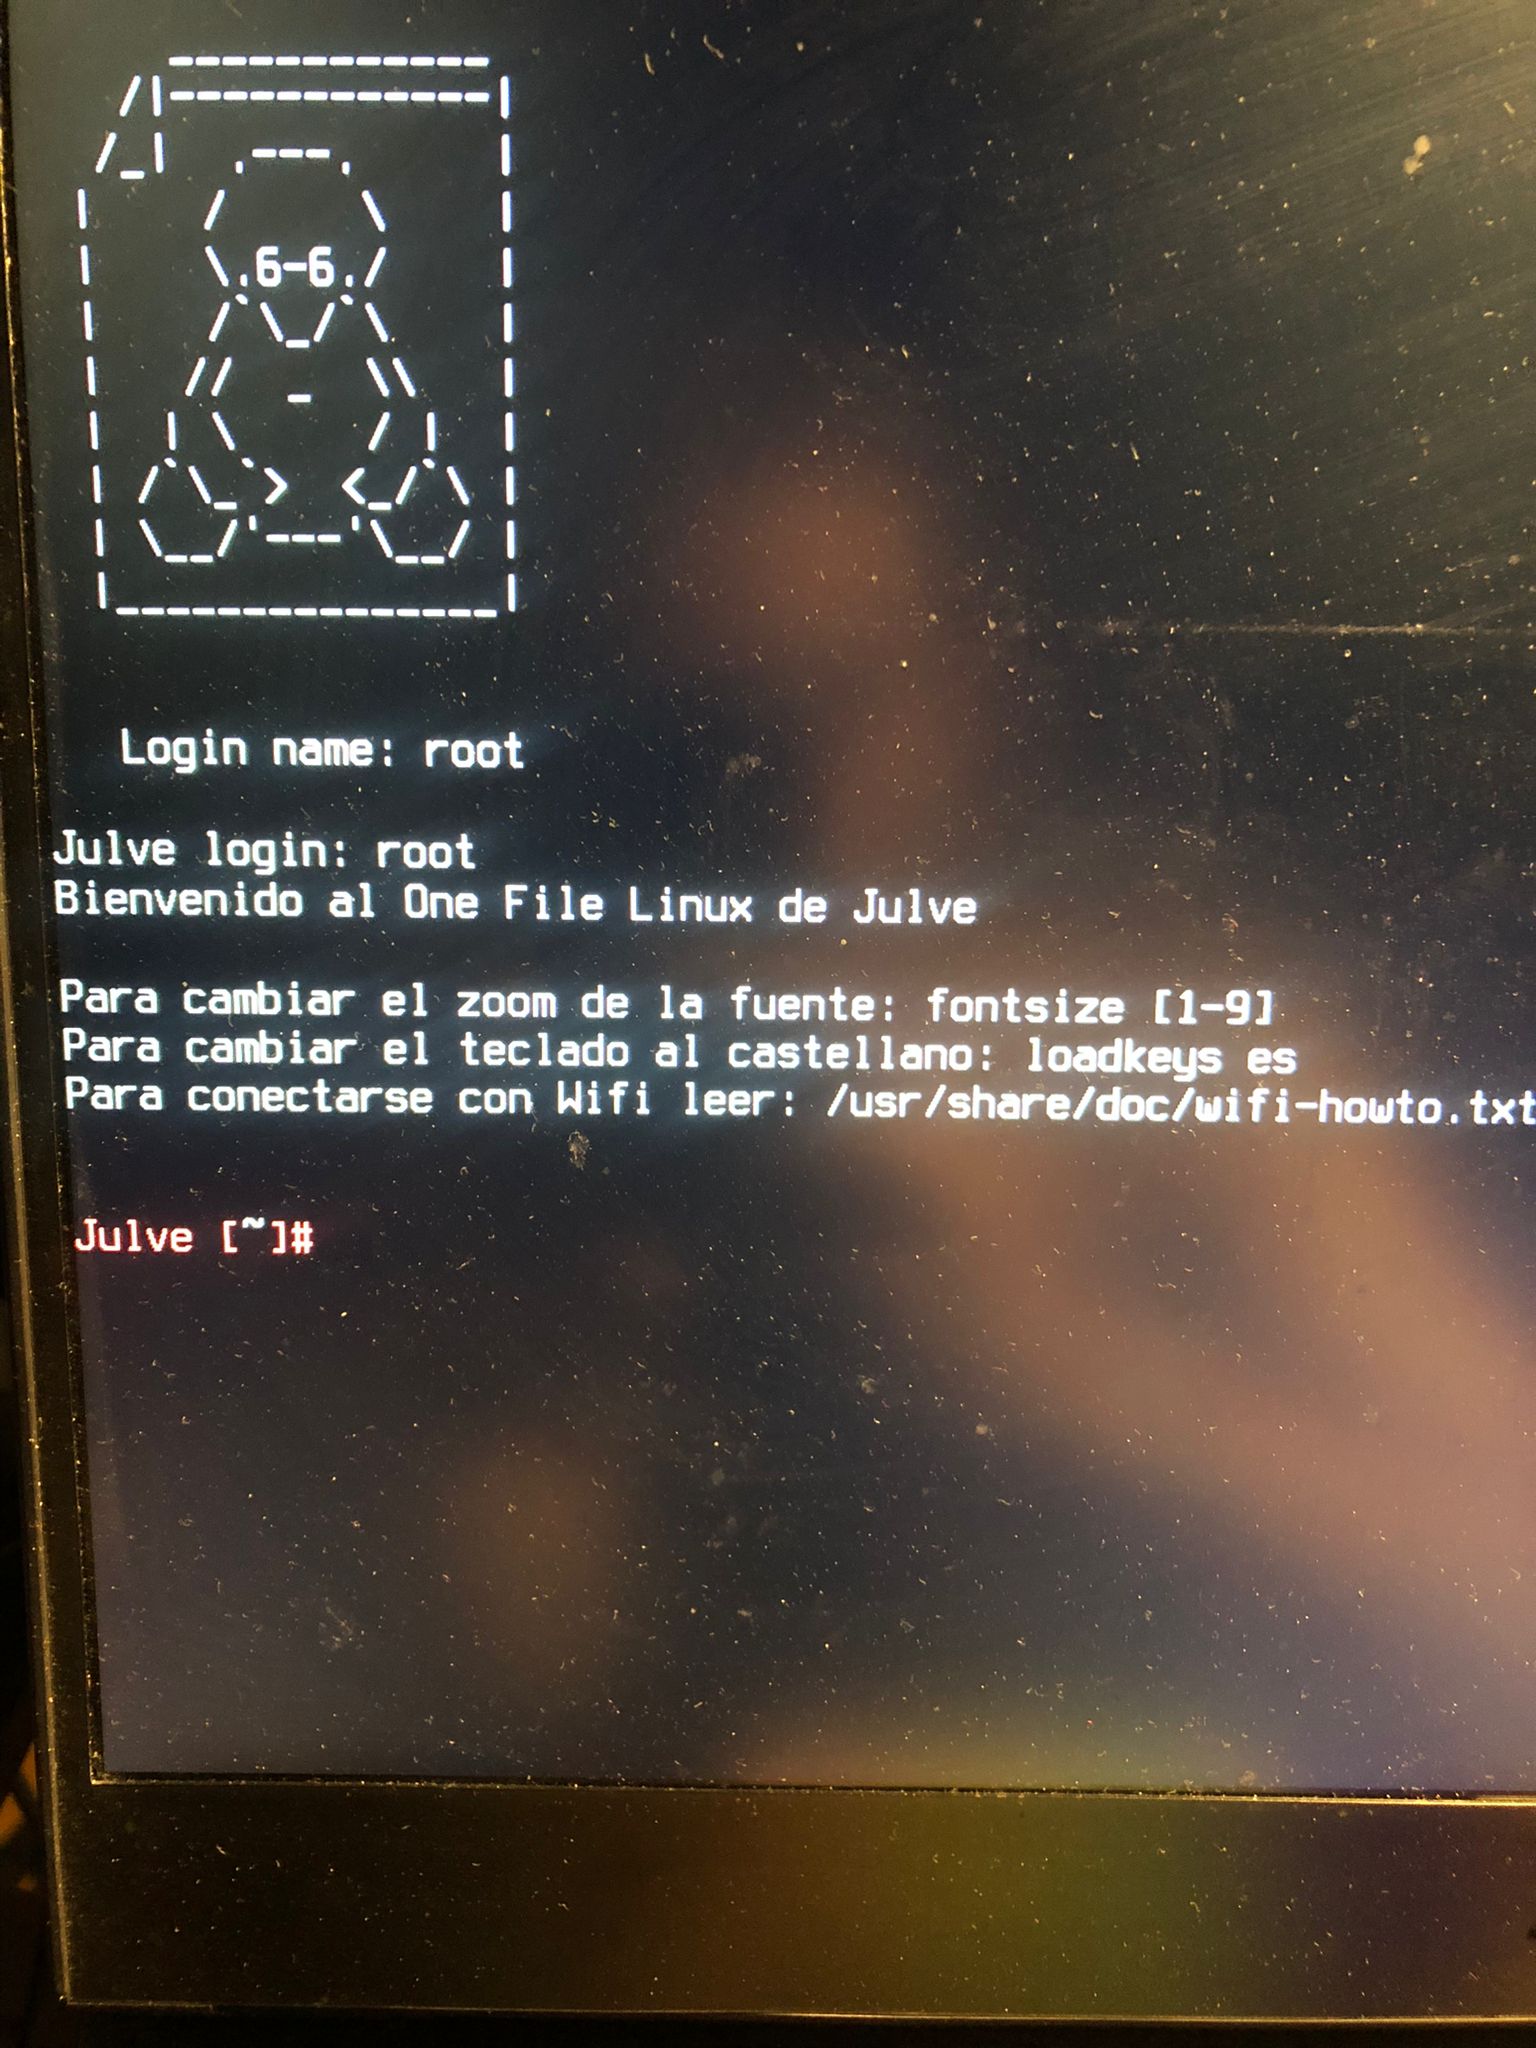 Login name: root
Julve login: root
Bienvenido al One File Linux de Julve
Para cambiar el zoom de la fuente: fontsize [1-9]
Para cambiar el teclado al castellano: loadkeys es
Para conectarse con Wifi leer: /usr/share/doc/wifi-howto.txt
Julve [~]#